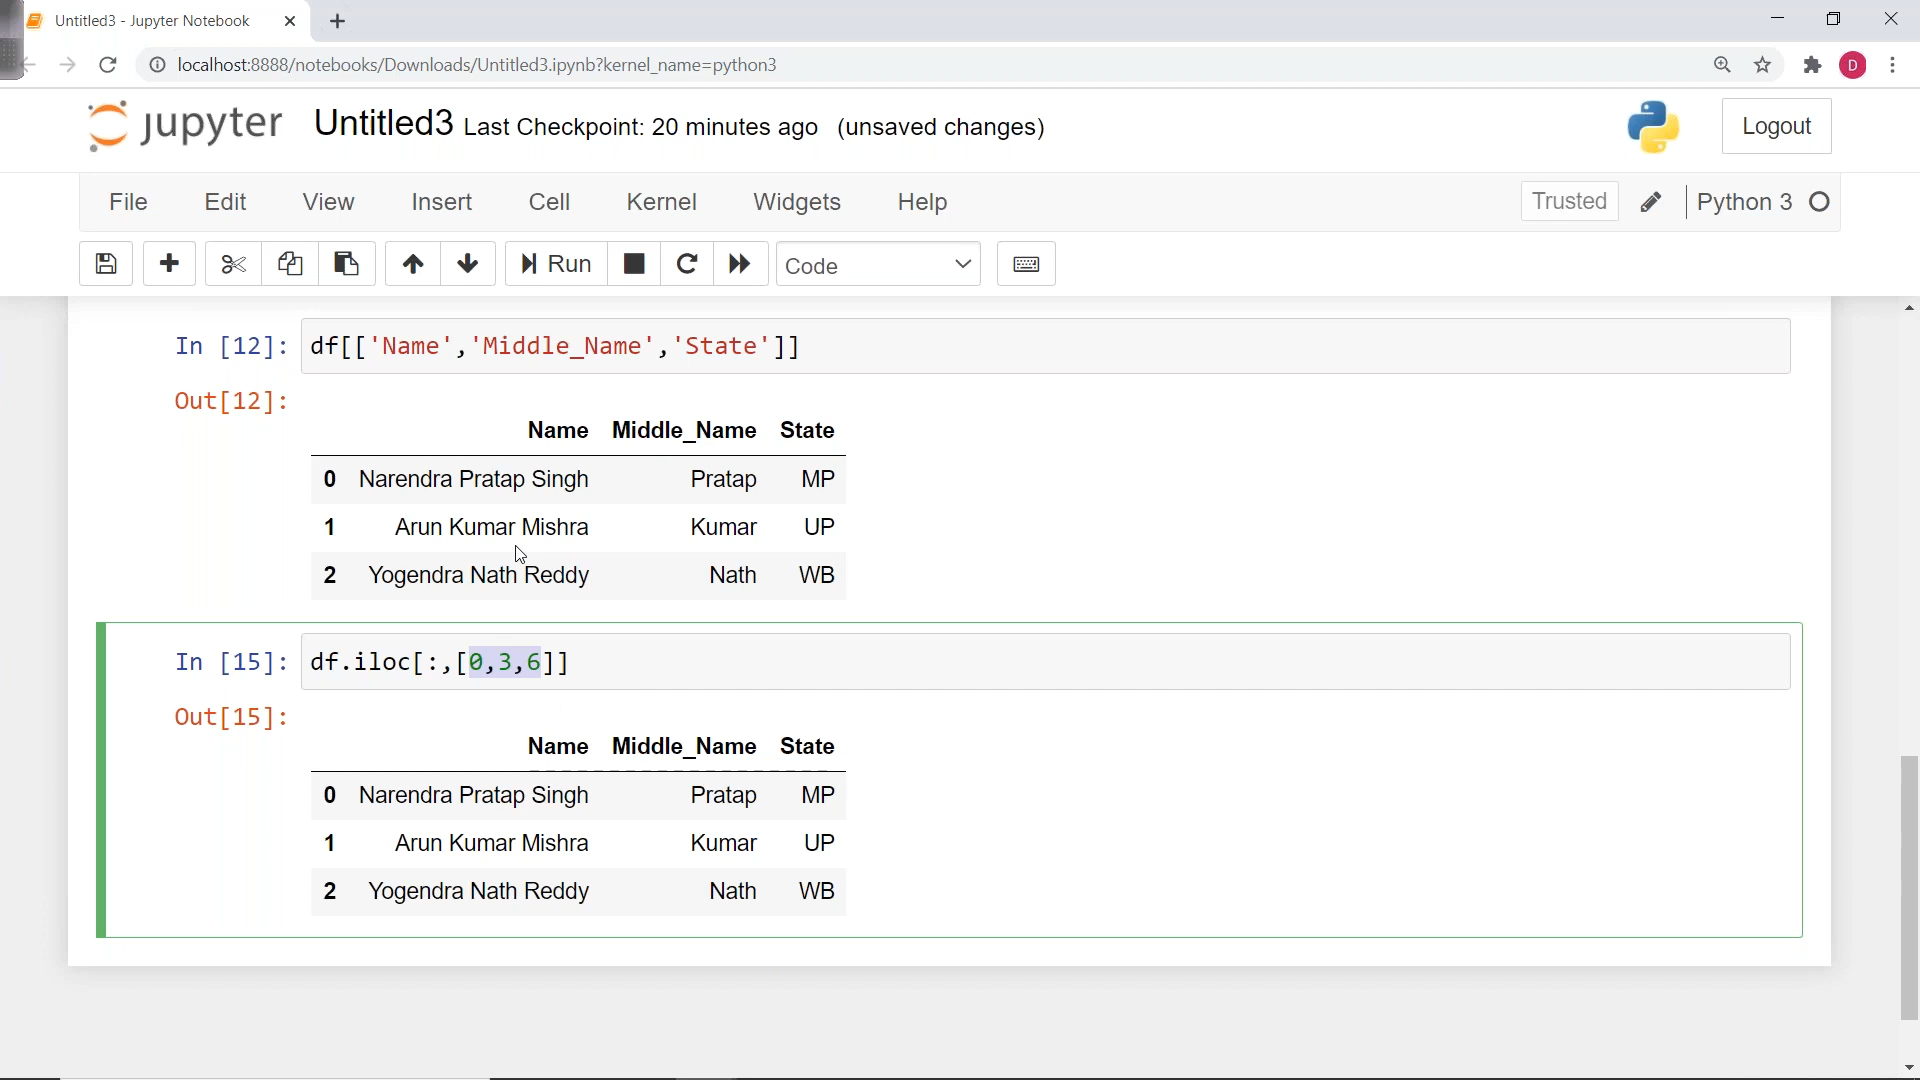 Untitled3 - Jupyter Notebook
localhost:8888/notebooks/Downloads/Untitled3.ipynb?kernel_name=python3
D
jupyter Untitled3 Last Checkpoint: 20 minutes ago (unsaved changes)
Logout
File Edit View Insert Cell Kernel Widgets Help Trusted Python 3
Run Code
In [12]: df[['Name','Middle_Name','State']]
Out[12]:
Name Middle_Name State
0 Narendra Pratap Singh Pratap MP
1 Arun Kumar Mishra Kumar UP
2 Yogendra Nath Reddy Nath WB
In [15]: df.iloc[:,[0,3,6]]
Out[15]:
Name Middle_Name State
0 Narendra Pratap Singh Pratap MP
1 Arun Kumar Mishra Kumar UP
2 Yogendra Nath Reddy Nath WB